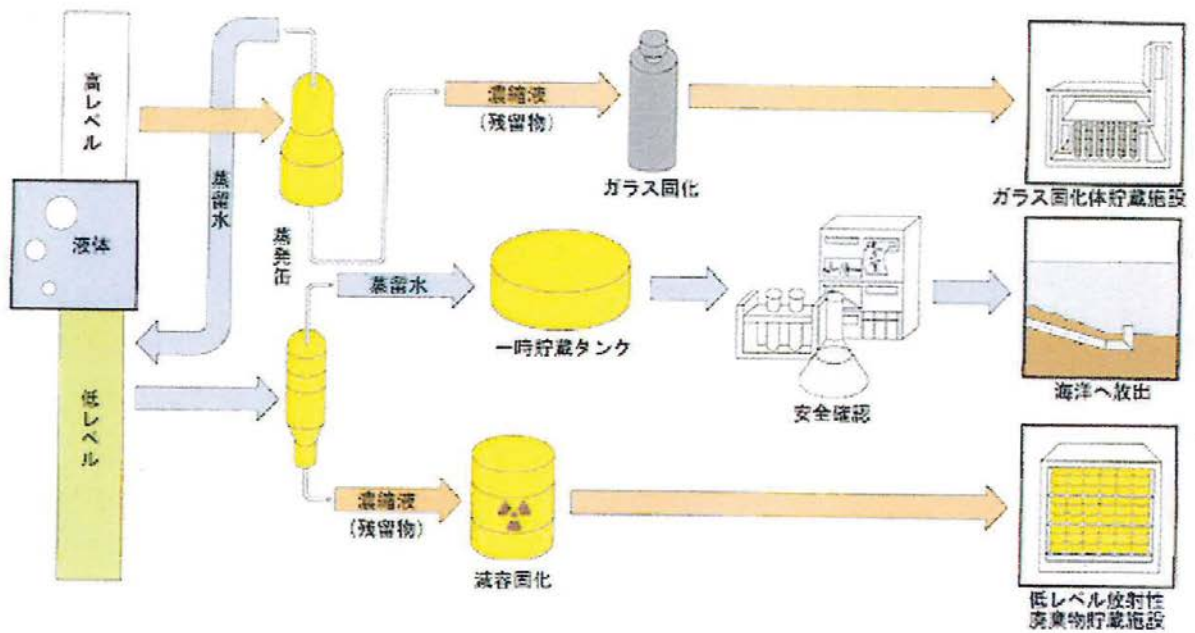 高レベル
液体
低レベル
蒸留水
蒸発缶
濃縮液
(残留物)
ガラス固化
ガラス固化体貯蔵施設
蒸留水
一時貯蔵タンク
安全確認
海洋へ放出
濃縮液
(残留物)
減容固化
低レベル放射性
廃棄物貯蔵施設